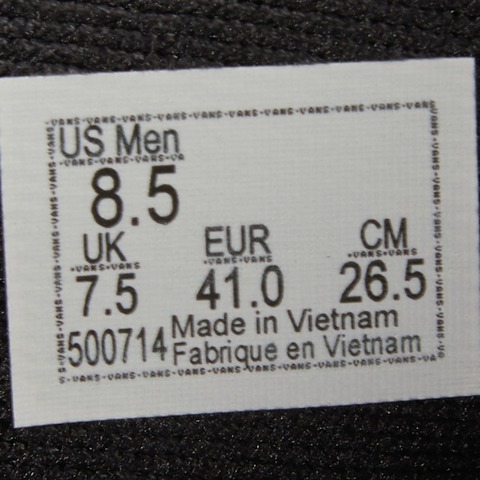 US Men
8.5
UK EUR CM
7.5 41.0 26.5
500714 Made in Vietnam
Fabrique en Vietnam